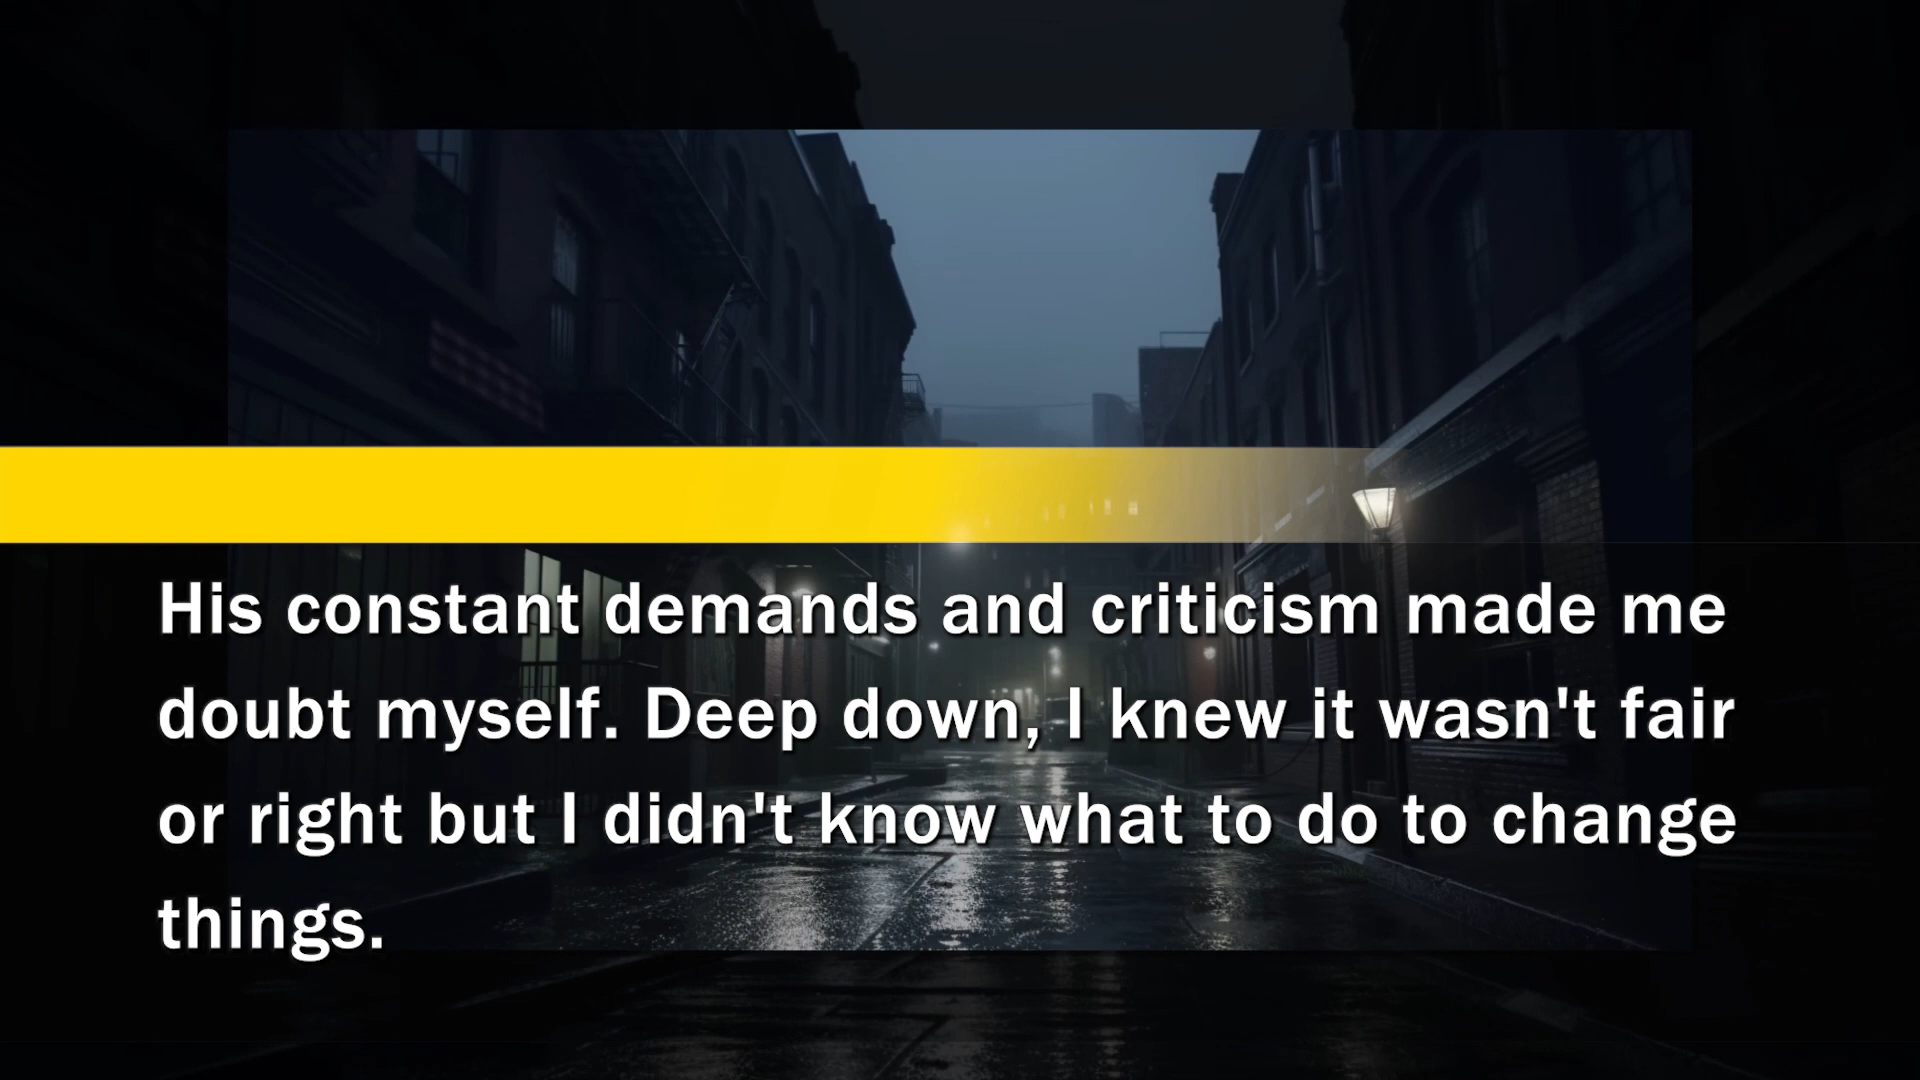 His constant demands and criticism made me
doubt myself. Deep down, I knew it wasn't fair
or right but I didn't know what to do to change
things.